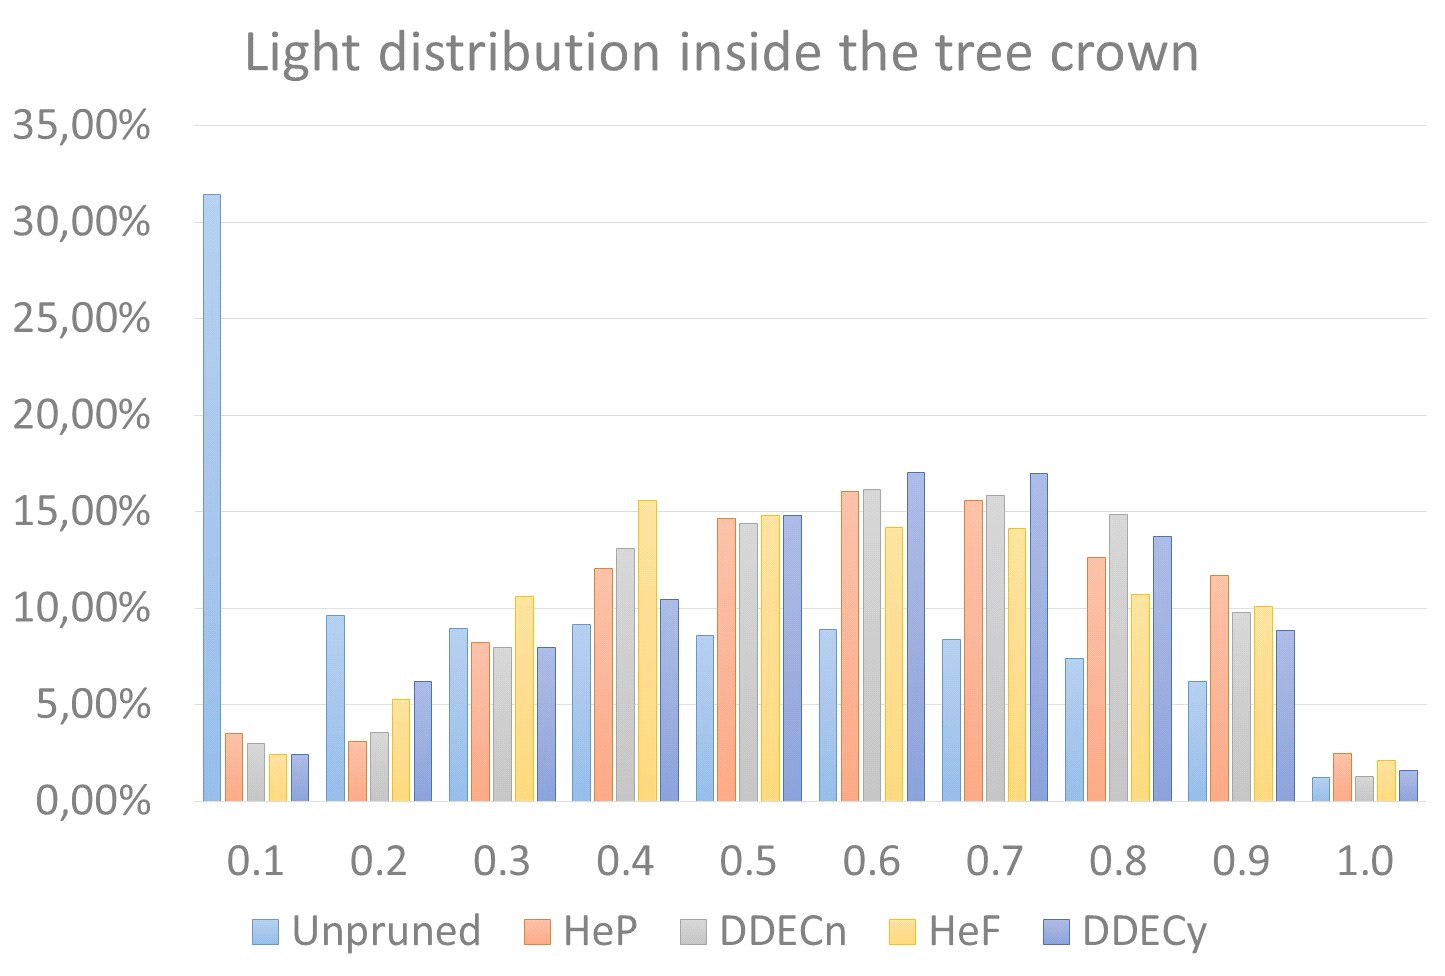 Light distribution inside the tree crown
35,00%
30,00%
25,00%
20,00%
15,00%
10,00%
5,00%
0,00%
0.1 0.2 0.3 0.4 0.5 0.6 0.7 0.8 0.9 1.0
Unpruned HeP DDECn HeF DDECy